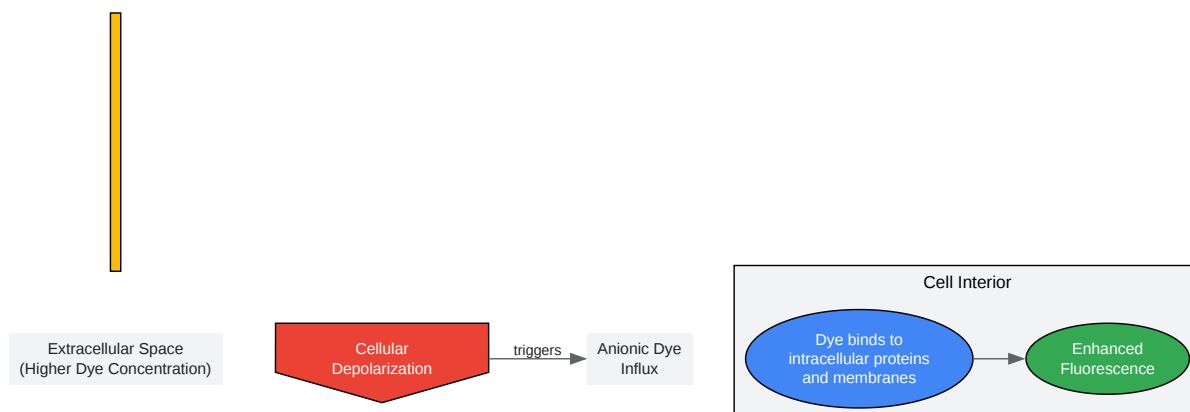 Cell Interior
Extracellular Space
(Higher Dye Concentration)
Cellular
Depolarization
triggers
Anionic Dye
Influx
Dye binds to
intracellular proteins
and membranes
Enhanced
Fluorescence